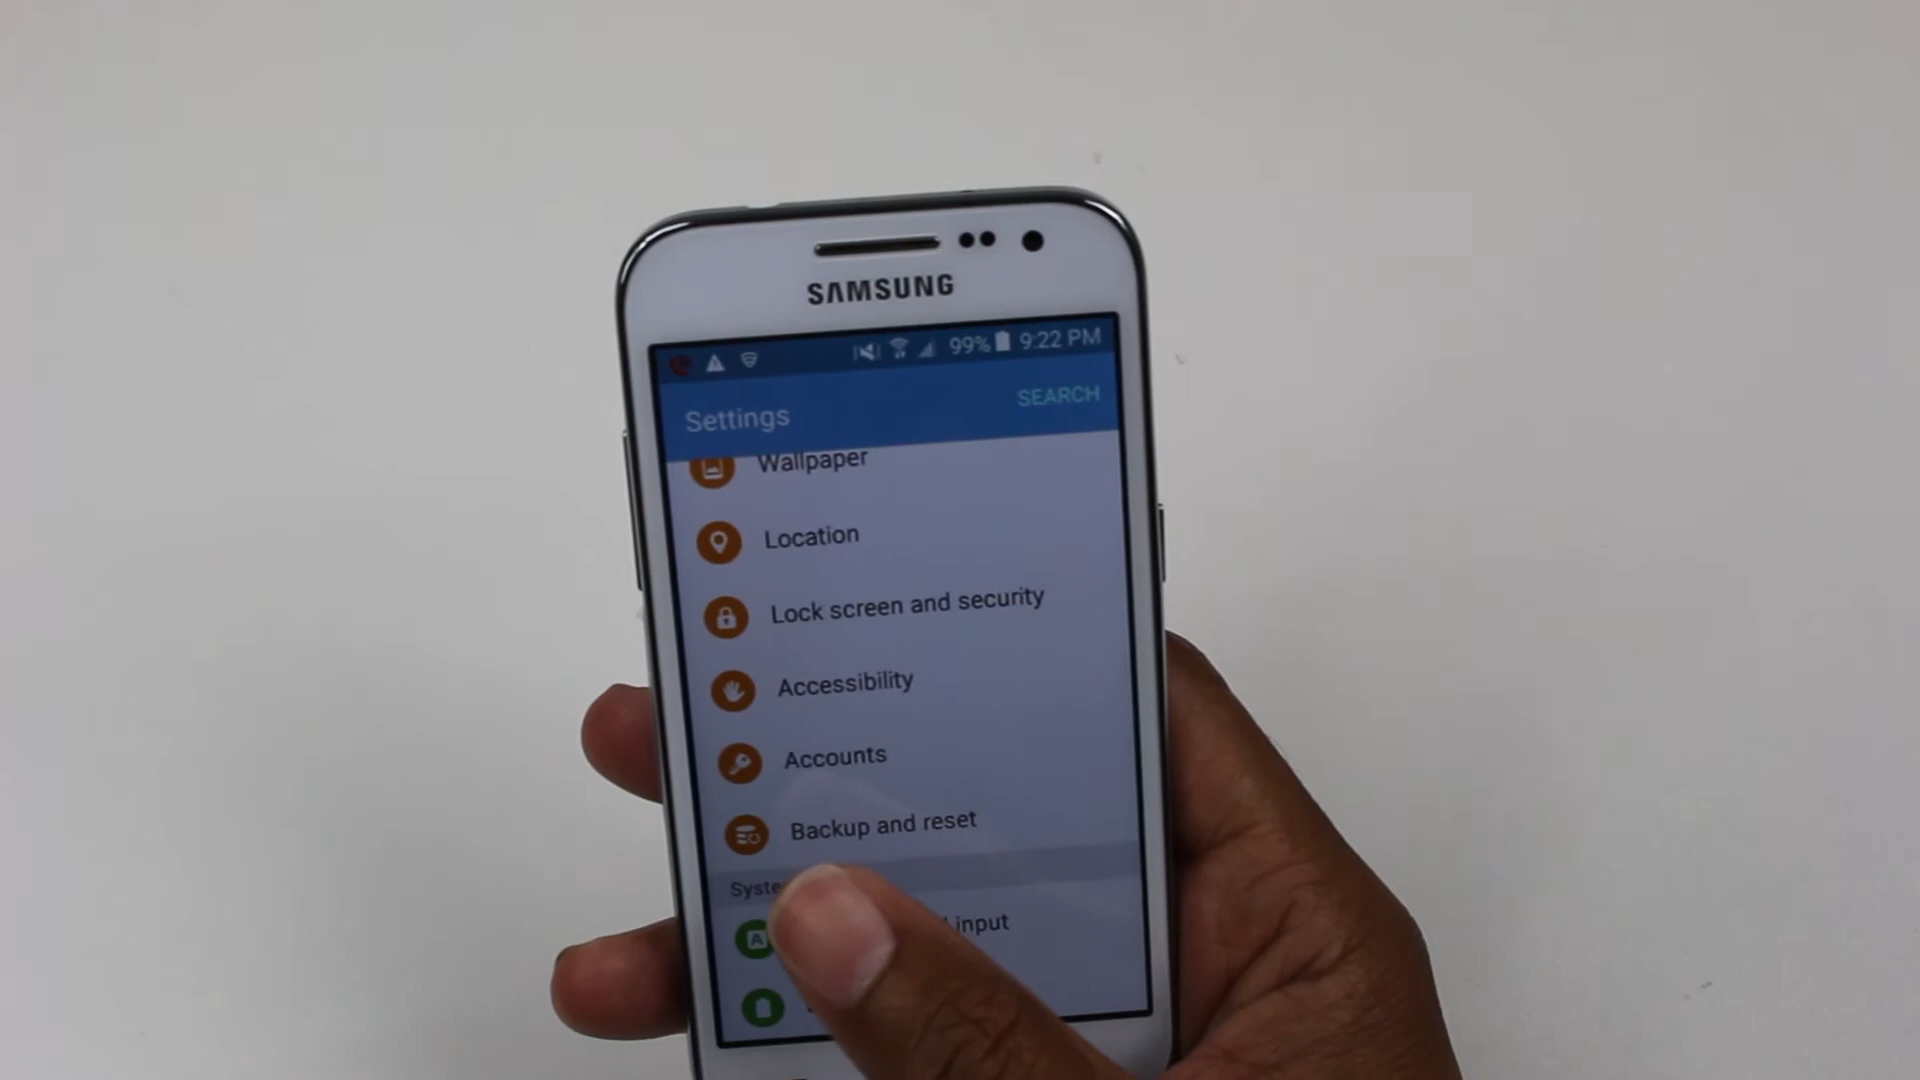 SAMSUNG
99% 9:22 PM
Settings
SEARCH
Wallpaper
Location
Lock screen and security
Accessibility
Accounts
Backup and reset
input